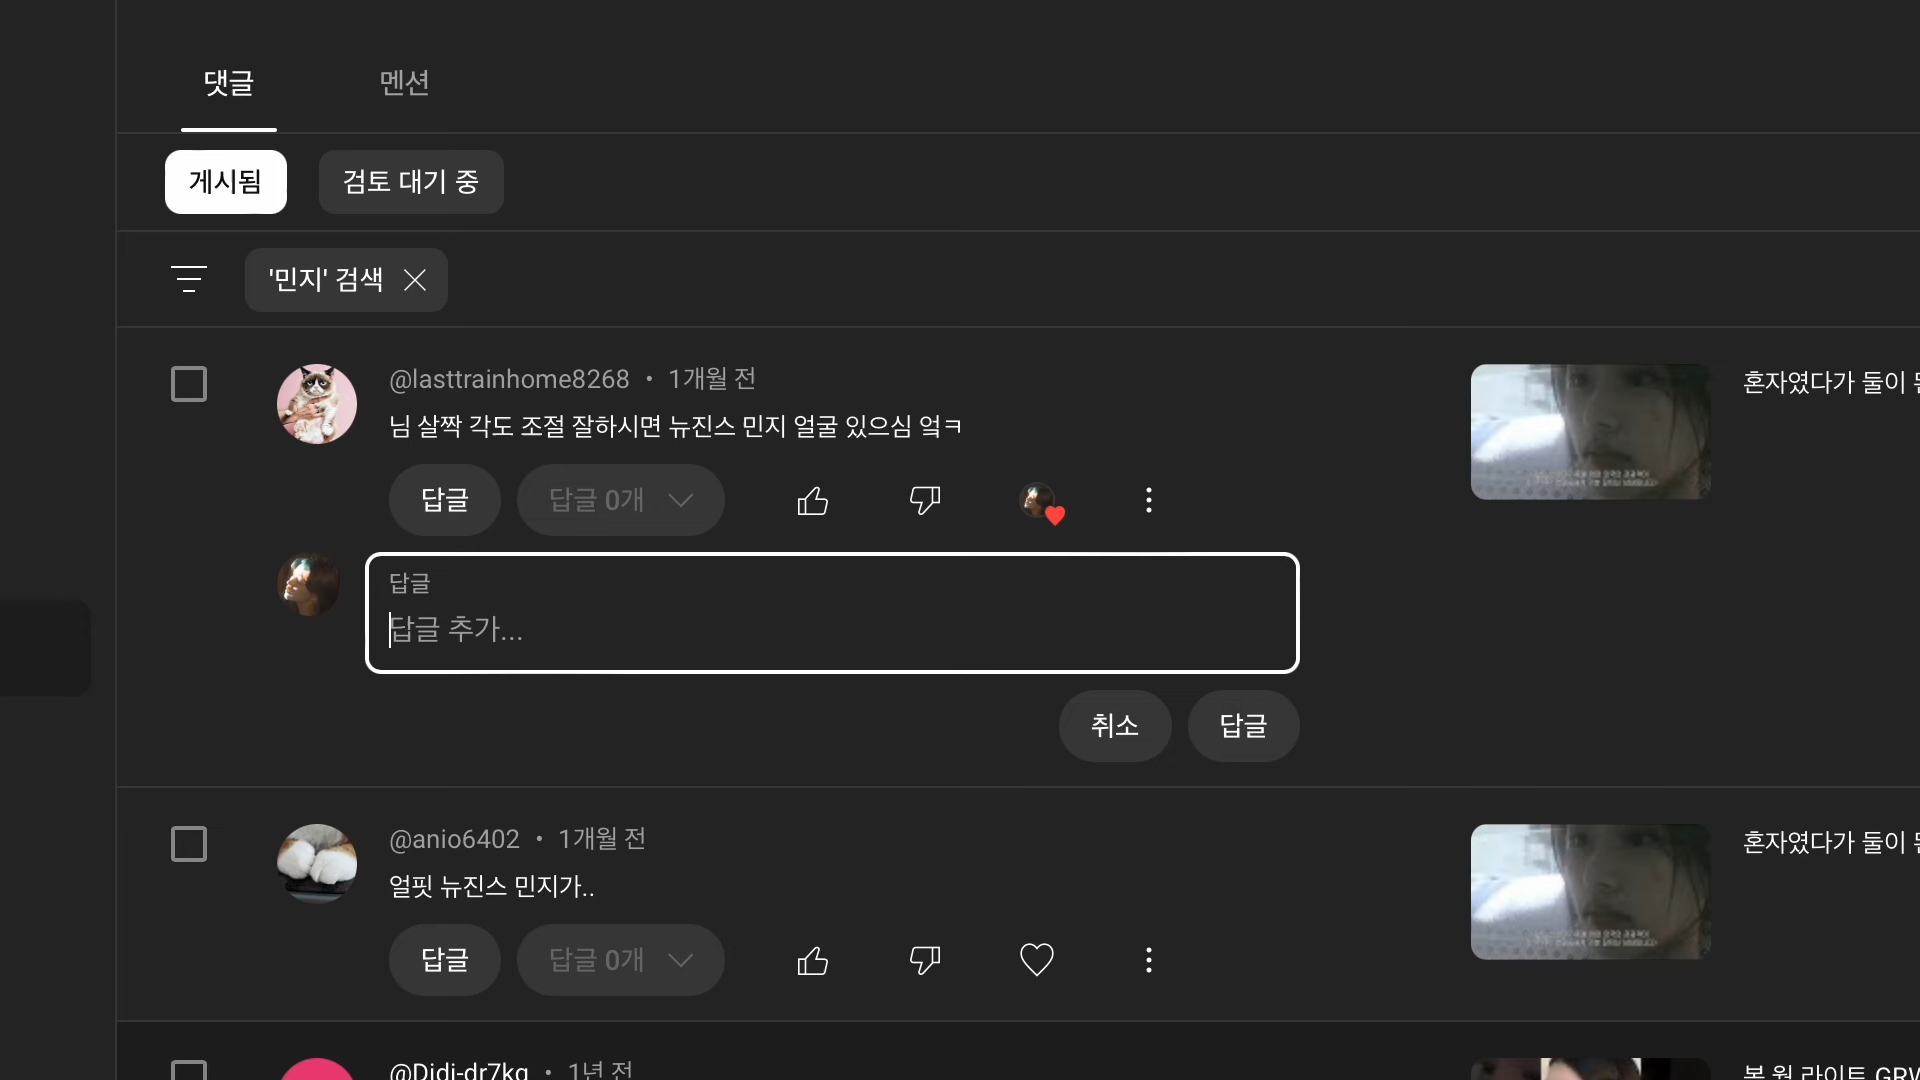 댓글
멘션
게시됨
검토 대기 중
'민지' 검색
@lasttrainhome8268 • 1개월 전
님 살짝 각도 조절 잘하시면 뉴진스 민지 얼굴 있으심 엌ㅋ
혼자였다가 둘이
답글
답글 0개
답글
답글 추가...
취소
답글
@anio6402 • 1개월 전
얼핏 뉴진스 민지가..
혼자였다가 둘이
답글
답글 0개
@Didi-dr7kg • 1년 전
라이트